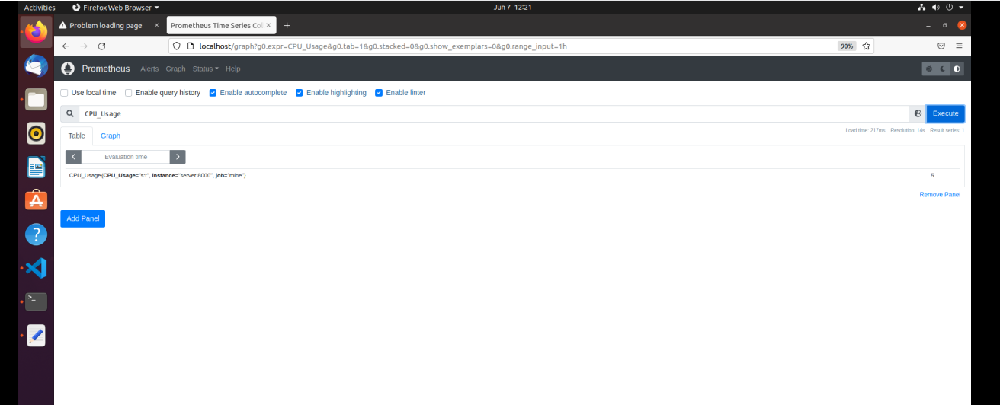 Activities Firefox Web Browser Jun 7 12:21
Problem loading page × Prometheus Time Series Coll × +
localhost/graph?g0.expr=CPU_Usage&g0.tab=1&g0.stacked=0&g0.show_exemplars=0&g0.range_input=1h 90%
Prometheus Alerts Graph Status Help
Use local time Enable query history Enable autocomplete Enable highlighting Enable linter
CPU_Usage Execute
Table Graph Load time: 217ms Resolution: 14s Result series: 1
< Evaluation time >
CPU_Usage{CPU_Usage="s:t", instance="server:8000", job="mine"} 5
Remove Panel
Add Panel